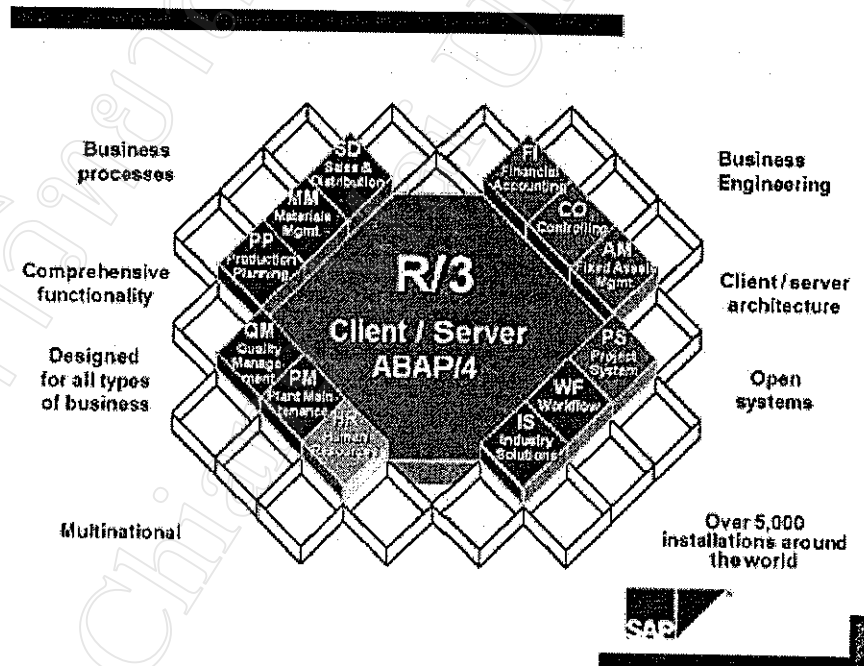 Business
processes
Comprehensive
functionality
Designed
for all types
of business
Multinational
SD
Sales &
Distribution
MM
Materials
Mgmt.
PP
Production
Planning
QM
Quality
Manage
ment
PM
Plant Main-
tenance
HR
Human
Resources
R/3
Client / Server
ABAP/4
FI
Financial
Accounting
CO
Controlling
AM
Fixed Assets
Mgmt.
PS
Project
System
WF
Workflow
IS
Industry
Solutions
Business
Engineering
Client / server
architecture
Open
systems
Over 5,000
installations around
the world
SAP